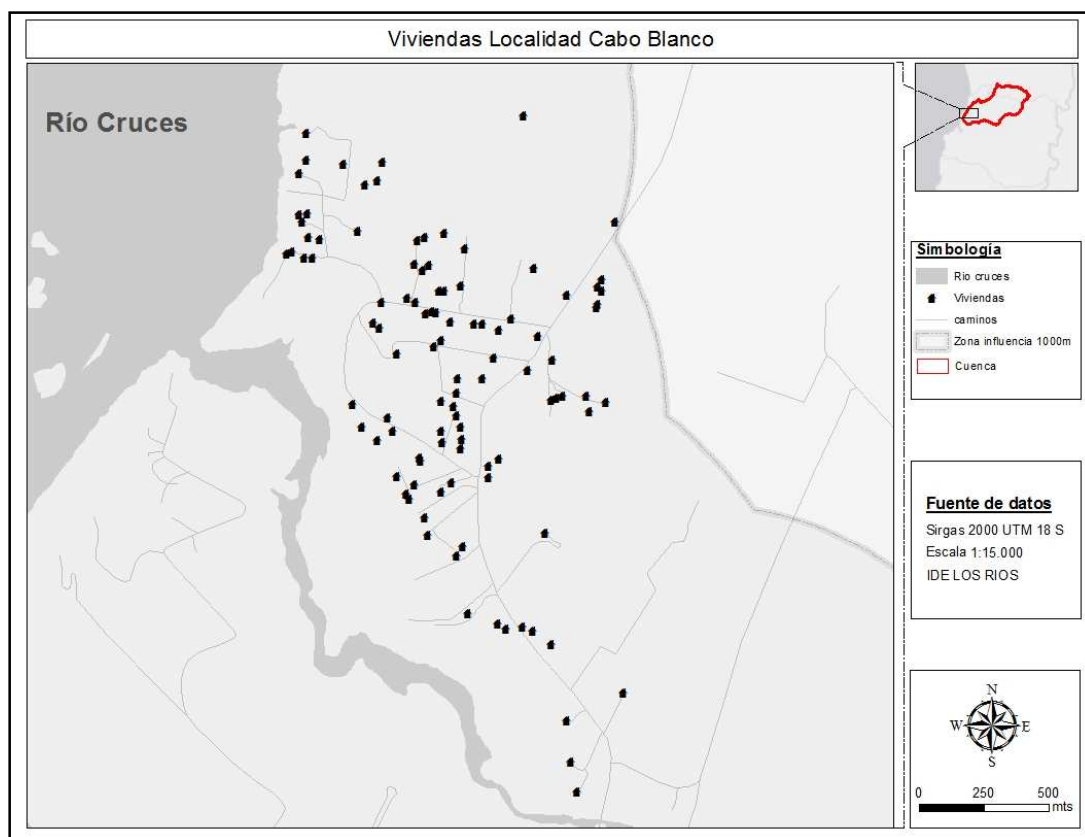 Viviendas Localidad Cabo Blanco
Río Cruces
Simbología
Rio cruces
Viviendas
caminos
Zona influencia 1000m
Cuenca
Fuente de datos
Sirgas 2000 UTM 18 S
Escala 1:15.000
IDE LOS RIOS
N
W E
S
0 250 500
mts